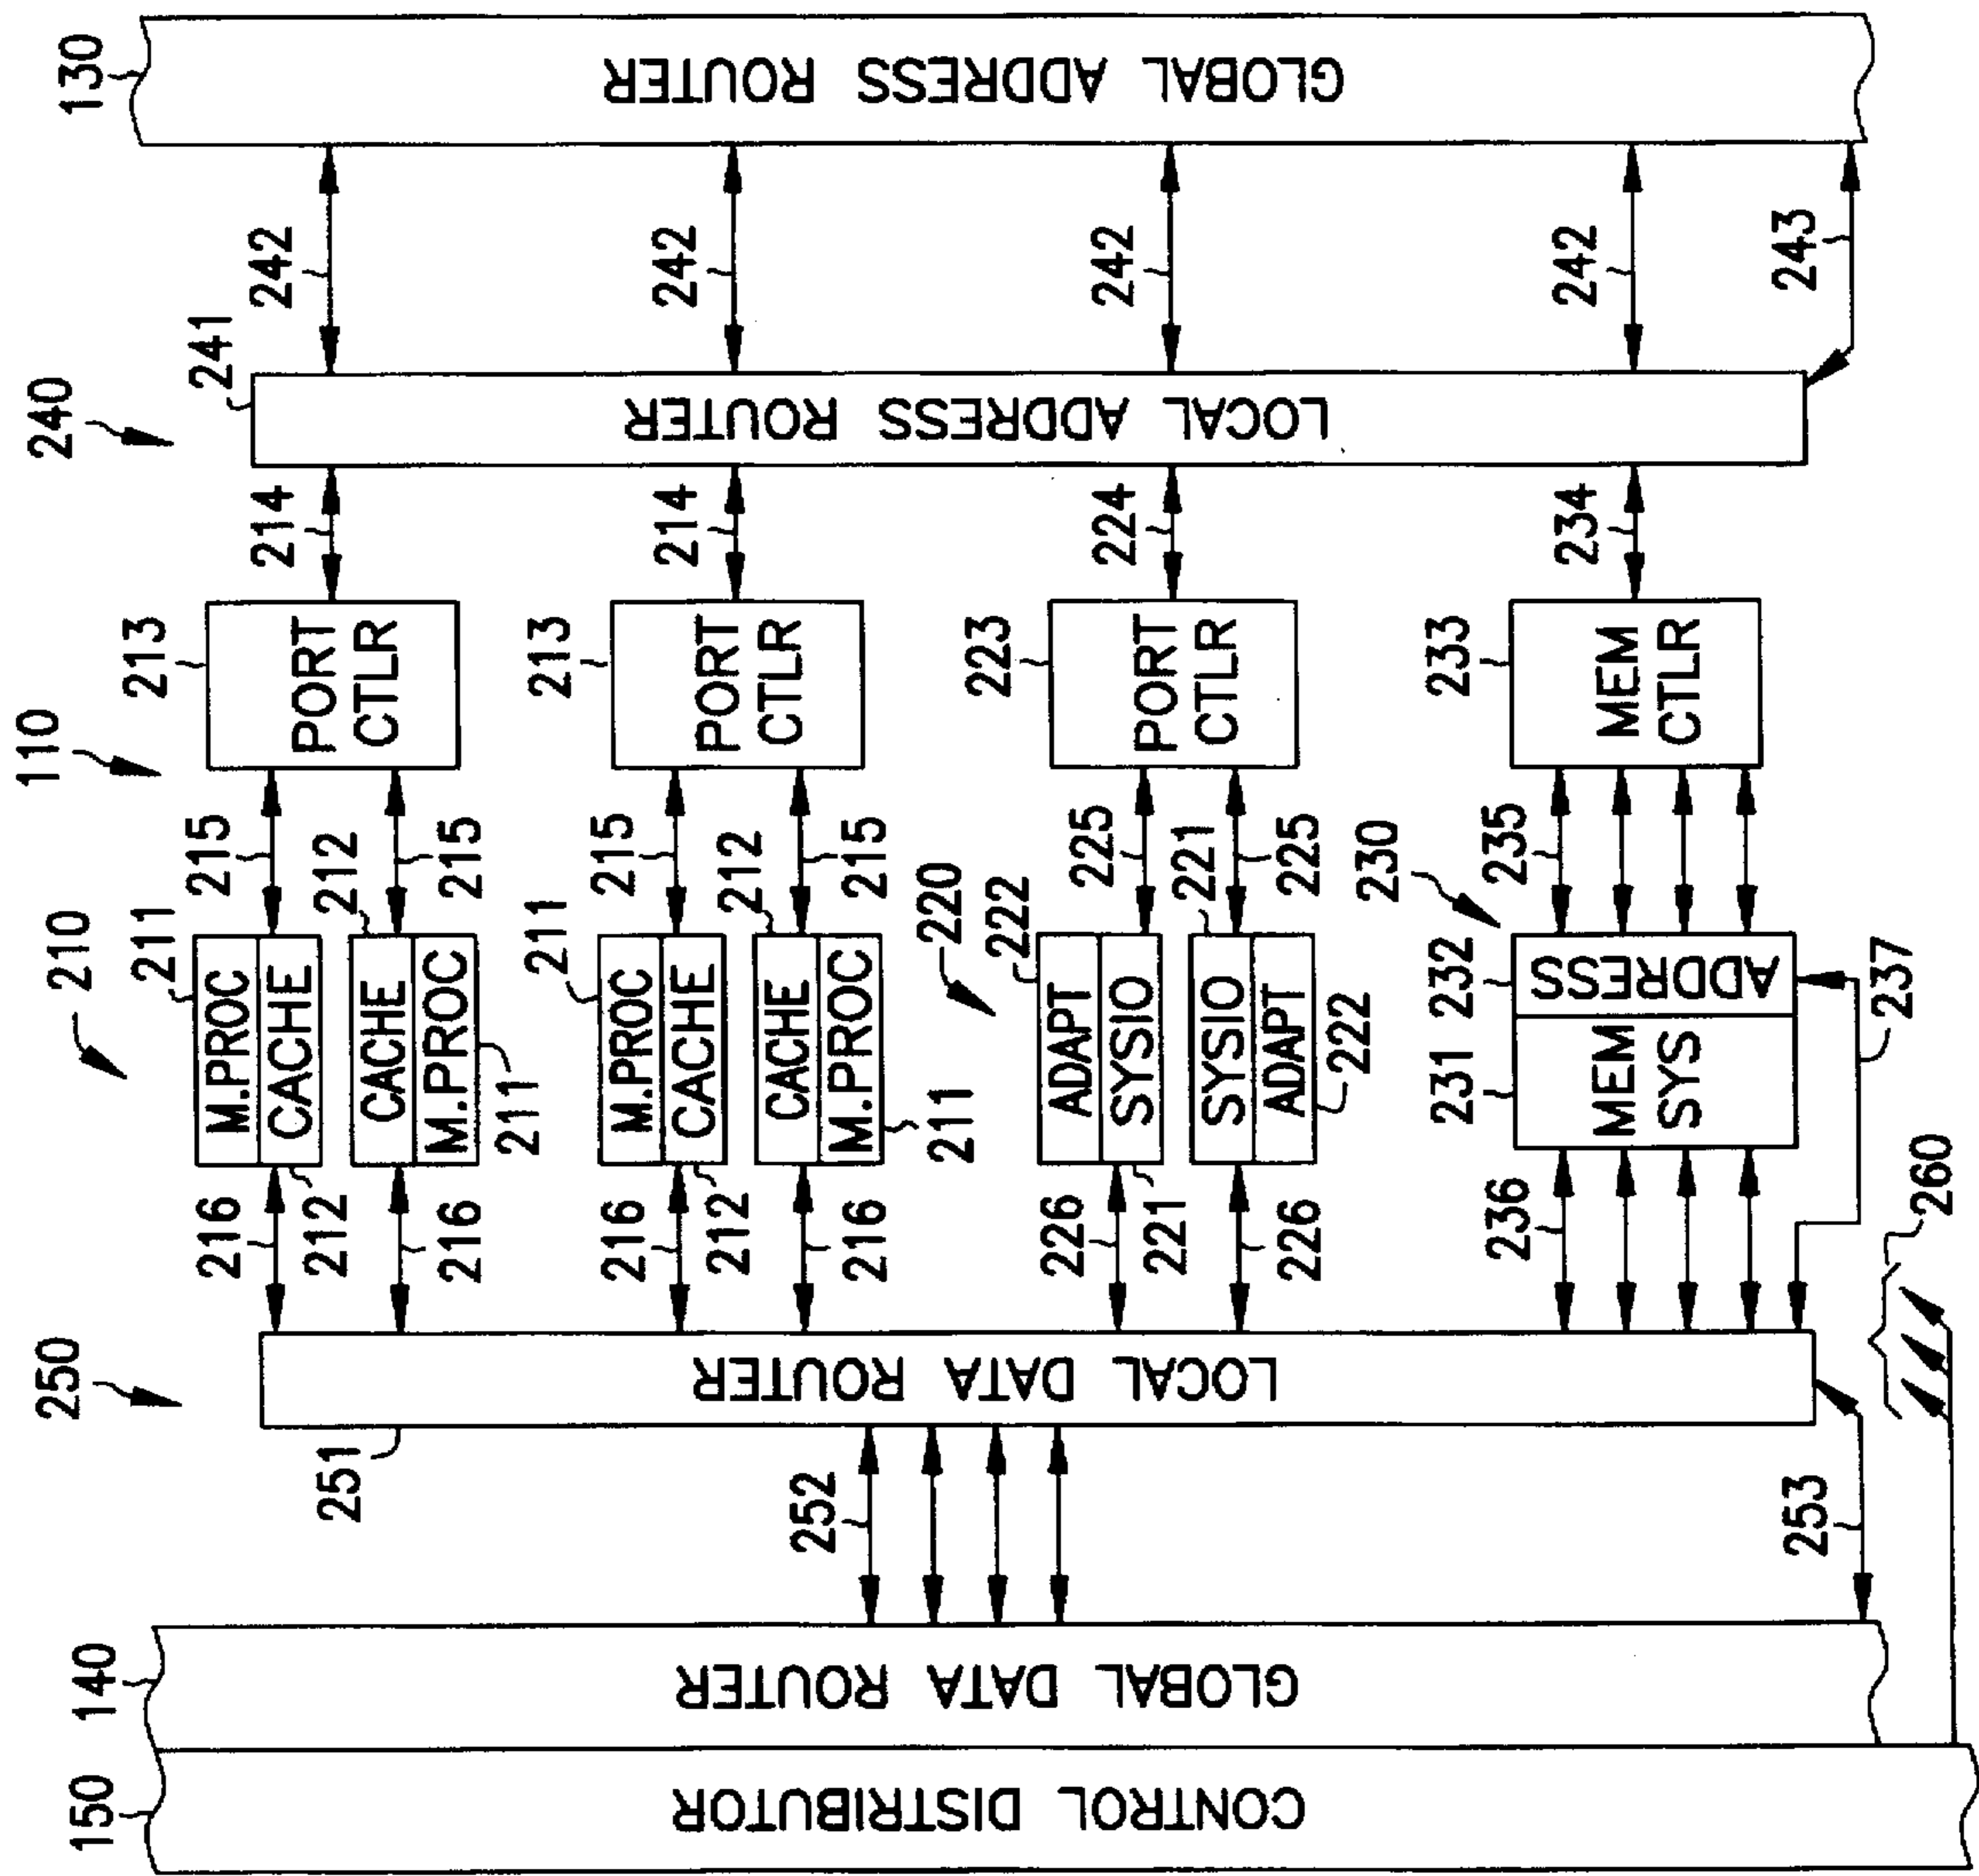 130
GLOBAL ADDRESS ROUTER
242
242
242
242
243
240
241
LOCAL ADDRESS ROUTER
214
214
224
234
110
213
PORT
CTLR
213
PORT
CTLR
223
PORT
CTLR
233
MEM
CTLR
215
215
215
215
225
225
235
210
211
212
211
212
220
222
221
230
232
M.PROC
CACHE
CACHE
M.PROC
M.PROC
CACHE
CACHE
M.PROC
ADAPT
SYSIO
SYSIO
ADAPT
ADDRESS
231
MEM
SYS
237
216
212
216
211
216
212
216
211
226
221
226
222
236
260
250
251
LOCAL DATA ROUTER
252
253
140
GLOBAL DATA ROUTER
150
CONTROL DISTRIBUTOR